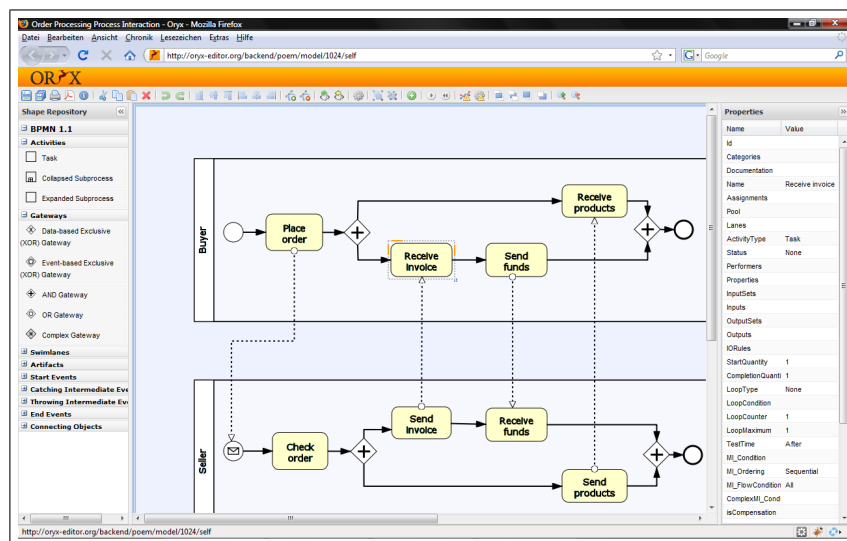 Order Processing Process Interaction - Oryx - Mozilla Firefox
Datei Bearbeiten Ansicht Chronik Lesezeichen Extras Hilfe
http://oryx-editor.org/backend/poem/model/1024/self
Google
ORYX
Shape Repository
BPMN 1.1
Activities
Task
Collapsed Subprocess
Expanded Subprocess
Gateways
Data-based Exclusive
(XOR) Gateway
Event-based Exclusive
(XOR) Gateway
AND Gateway
OR Gateway
Complex Gateway
Swimlanes
Artifacts
Start Events
Catching Intermediate Eve
Throwing Intermediate Eve
End Events
Connecting Objects
Buyer
Place
order
Receive
invoice
Send
funds
Receive
products
Seller
Check
order
Send
invoice
Receive
funds
Send
products
Properties
Name Value
Id
Categories
Documentation
Name Receive invoice
Assignments
Pool
Lanes
ActivityType Task
Status None
Performers
Properties
InputSets
Inputs
OutputSets
Outputs
IORules
StartQuantity 1
CompletionQuanti 1
LoopType None
LoopCondition
LoopCounter 1
LoopMaximum 1
TestTime After
MI_Condition
MI_Ordering Sequential
MI_FlowCondition All
ComplexMI_Cond
isCompensation
http://oryx-editor.org/backend/poem/model/1024/self